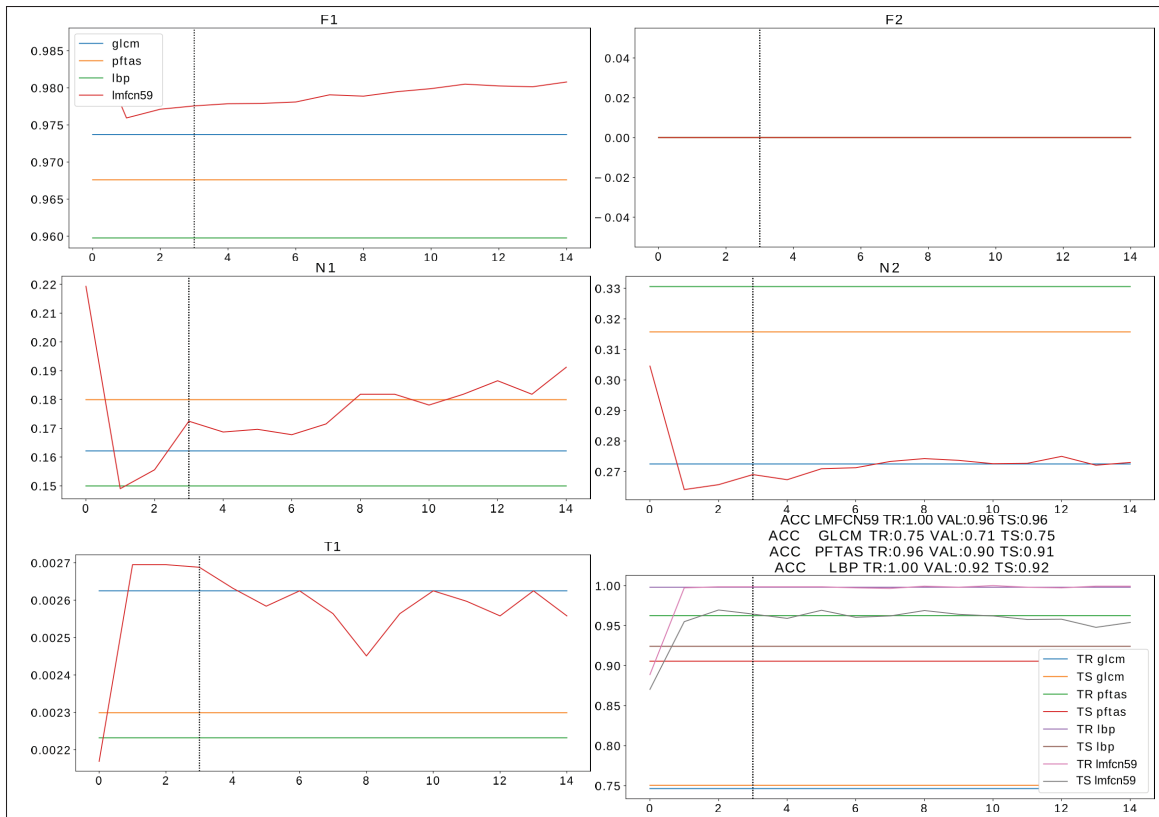 F1
0.985
0.980
0.975
0.970
0.965
0.960
glcm
pftas
lbp
lmfcn59
0 2 4 6 8 10 12 14
F2
0.04
0.02
0.00
−0.02
−0.04
0 2 4 6 8 10 12 14
N1
0.22
0.21
0.20
0.19
0.18
0.17
0.16
0.15
0 2 4 6 8 10 12 14
N2
0.33
0.32
0.31
0.30
0.29
0.28
0.27
0 2 4 6 8 10 12 14
T1
0.0027
0.0026
0.0025
0.0024
0.0023
0.0022
0 2 4 6 8 10 12 14
ACC LMFCN59 TR:1.00 VAL:0.96 TS:0.96
ACC GLCM TR:0.75 VAL:0.71 TS:0.75
ACC PFTAS TR:0.96 VAL:0.90 TS:0.91
ACC LBP TR:1.00 VAL:0.92 TS:0.92
1.00
0.95
0.90
0.85
0.80
0.75
TR glcm
TS glcm
TR pftas
TS pftas
TR lbp
TS lbp
TR lmfcn59
TS lmfcn59
0 2 4 6 8 10 12 14